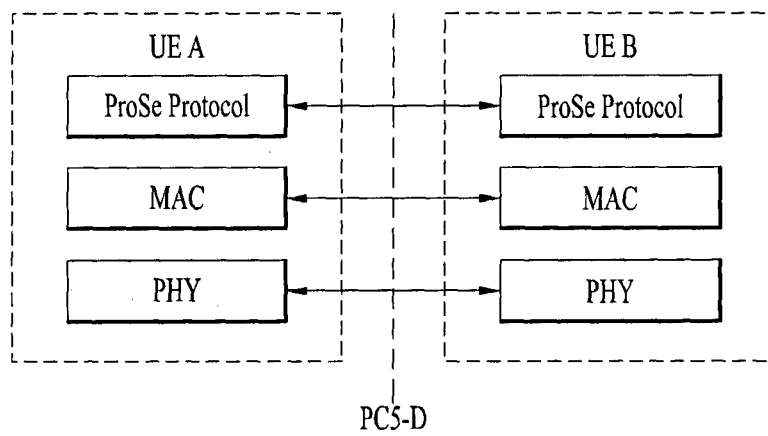 UE A
UE B
ProSe Protocol
ProSe Protocol
MAC
MAC
PHY
PHY
PC5-D